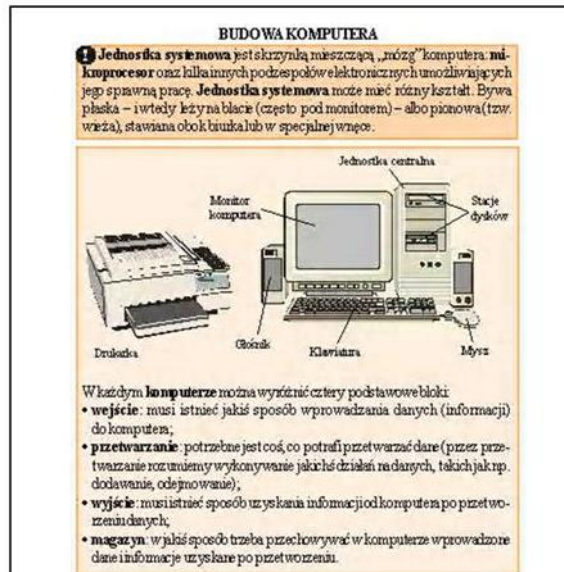 BUDOWA KOMPUTERA
! Jednostka systemowa jest skrzynką mieszczącą „mózg” komputera: mi-
kroprocesor oraz kilka innych podzespołów elektronicznych umożliwiających
jego sprawną pracę. Jednostka systemowa może mieć różny kształt. Bywa
płaska – i wtedy leży na blacie (często pod monitorem) – albo pionowa (tzw.
wieża), stawiana obok biurka lub w specjalnej wnęce.
Jednostka centralna
Monitor
komputera
Stacje
dysków
Drukarka
Głośnik
Klawiatura
Mysz
W każdym komputerze można wyróżnić cztery podstawowe bloki:
• wejście: musi istnieć jakiś sposób wprowadzania danych (informacji)
do komputera;
• przetwarzanie: potrzebne jest coś, co potrafi przetwarzać dane (przez prze-
twarzanie rozumiemy wykonywanie jakichś działań na danych, takich jak np.
dodawanie, odejmowanie);
• wyjście: musi istnieć sposób uzyskania informacji od komputera po przetwo-
rzeniu danych;
• magazyn: w jakiś sposób trzeba przechowywać w komputerze wprowadzone
dane i informacje uzyskane po przetworzeniu.